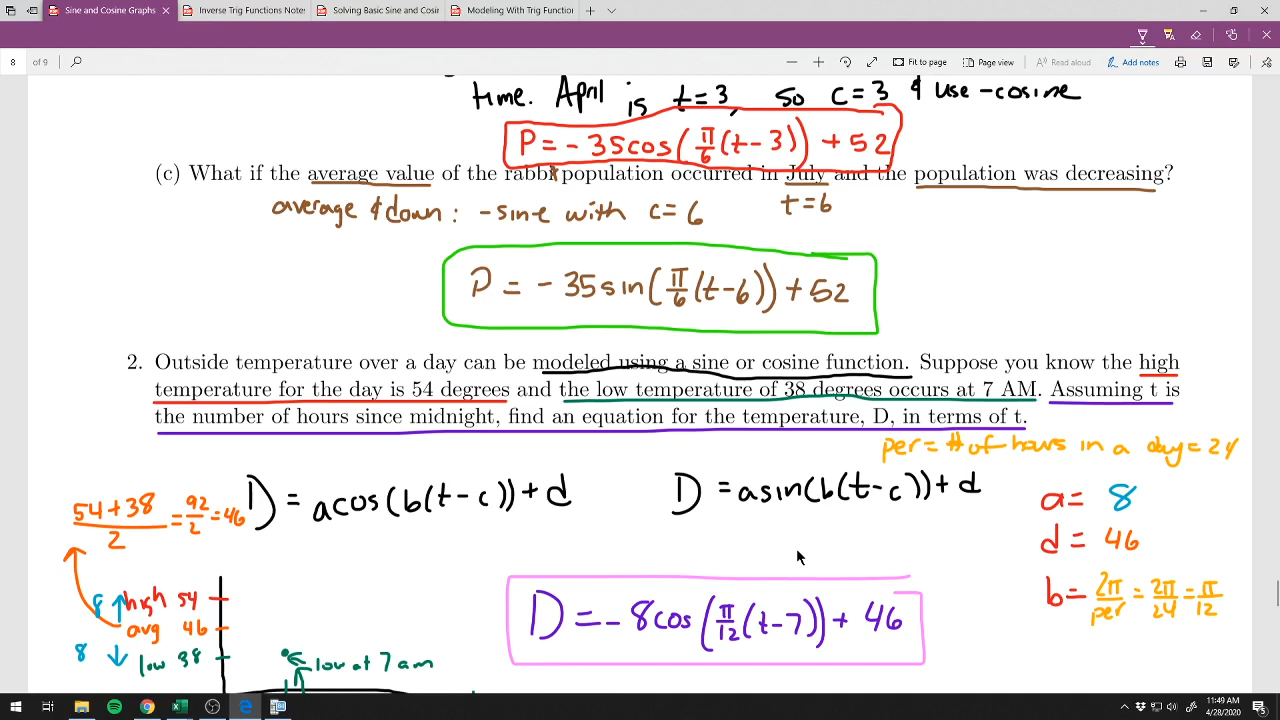 Sine and Cosine Graphs
Inverse Trig Functions Notes
Solving Basic Sine and Cosin
Modeling With Trig Function
8 of 9
Fit to page
Page view
Read aloud
Add notes
time. April is t=3, so c=3 & use -cosine
P = -35cos(π/6(t-3)) + 52
(c) What if the average value of the rabbit population occurred in July and the population was decreasing?
average & down: -sine with c=6
t=6
P = -35sin(π/6(t-6)) + 52
2. Outside temperature over a day can be modeled using a sine or cosine function. Suppose you know the high
temperature for the day is 54 degrees and the low temperature of 38 degrees occurs at 7 AM. Assuming t is
the number of hours since midnight, find an equation for the temperature, D, in terms of t.
per = # of hours in a day = 24
54+38/2 = 92/2 = 46
D = acos(b(t-c)) + d
D = asin(b(t-c)) + d
a = 8
d = 46
b = 2π/per = 2π/24 = π/12
8 ↑ high 54
avg 46
8 ↓ low 38
low at 7am
D = -8cos(π/12(t-7)) + 46
11:49 AM
4/28/2020
5